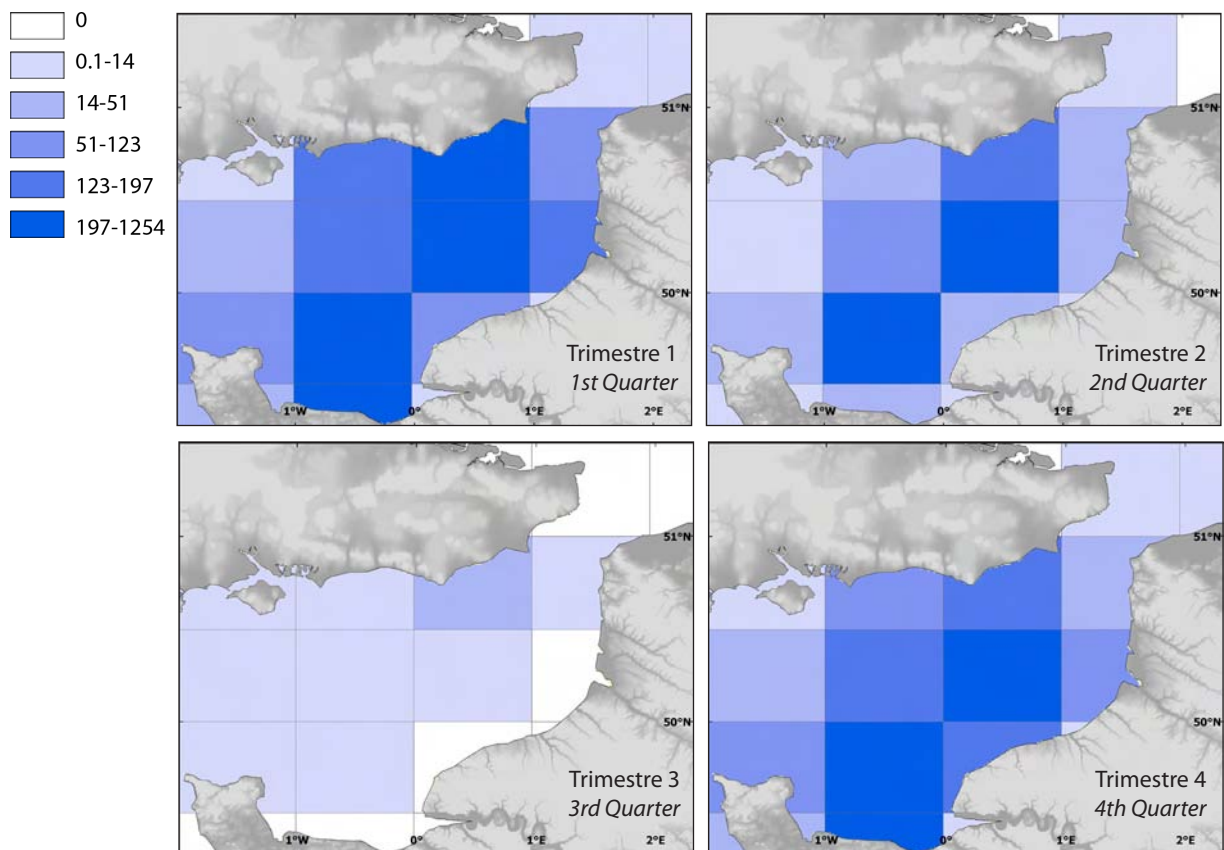 0
0.1-14
14-51
51-123
123-197
197-1254
51°N
50°N
Trimestre 1
1st Quarter
1°W
0°
1°E
2°E
51°N
50°N
Trimestre 2
2nd Quarter
1°W
0°
1°E
2°E
51°N
50°N
Trimestre 3
3rd Quarter
1°W
0°
1°E
2°E
51°N
50°N
Trimestre 4
4th Quarter
1°W
0°
1°E
2°E